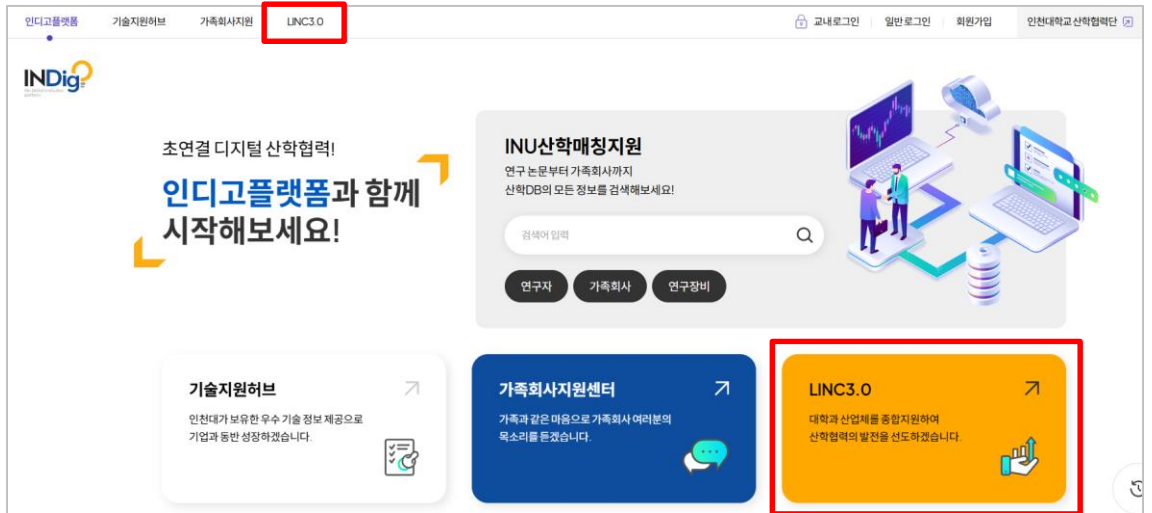 인디고플랫폼 기술지원허브 가족회사지원 LINC3.0 교내로그인 일반로그인 회원가입 인천대학교산학협력단
INDigo
초연결 디지털 산학협력!
인디고플랫폼과 함께
시작해보세요!
INU산학매칭지원
연구 논문부터 가족회사까지
산학DB의 모든 정보를 검색해보세요!
검색어 입력
연구자 가족회사 연구장비
기술지원허브
인천대가 보유한 우수 기술 정보 제공으로
기업과 동반 성장하겠습니다.
가족회사지원센터
가족과 같은 마음으로 가족회사 여러분의
목소리를 듣겠습니다.
LINC3.0
대학과 산업체를 종합지원하여
산학협력의 발전을 선도하겠습니다.